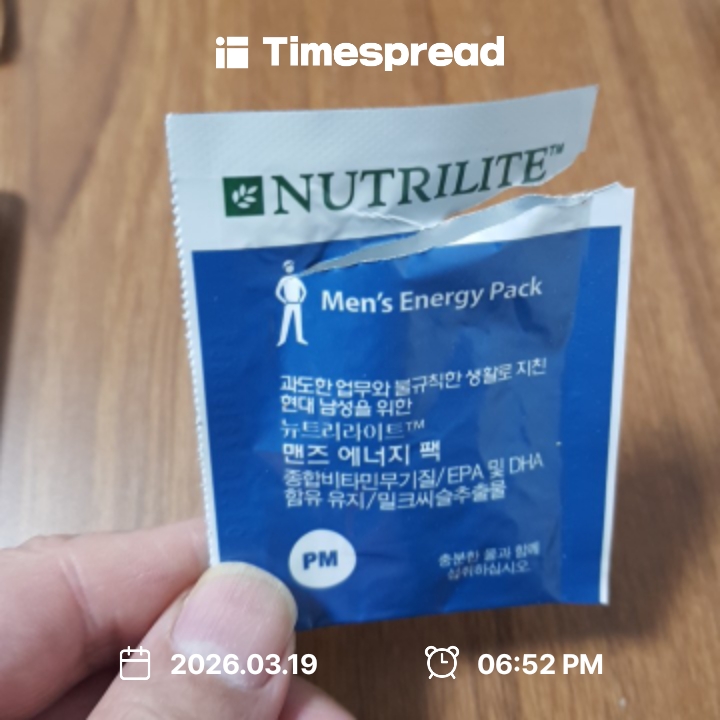 Timespread
NUTRILITE™
Men's Energy Pack
과도한 업무와 불규칙한 생활로 지친
현대 남성을 위한
뉴트리라이트™
맨즈 에너지 팩
종합비타민무기질/EPA 및 DHA
함유 유지/밀크씨슬추출물
PM
충분한 물과 함께
섭취하십시오.
2026.03.19
06:52 PM